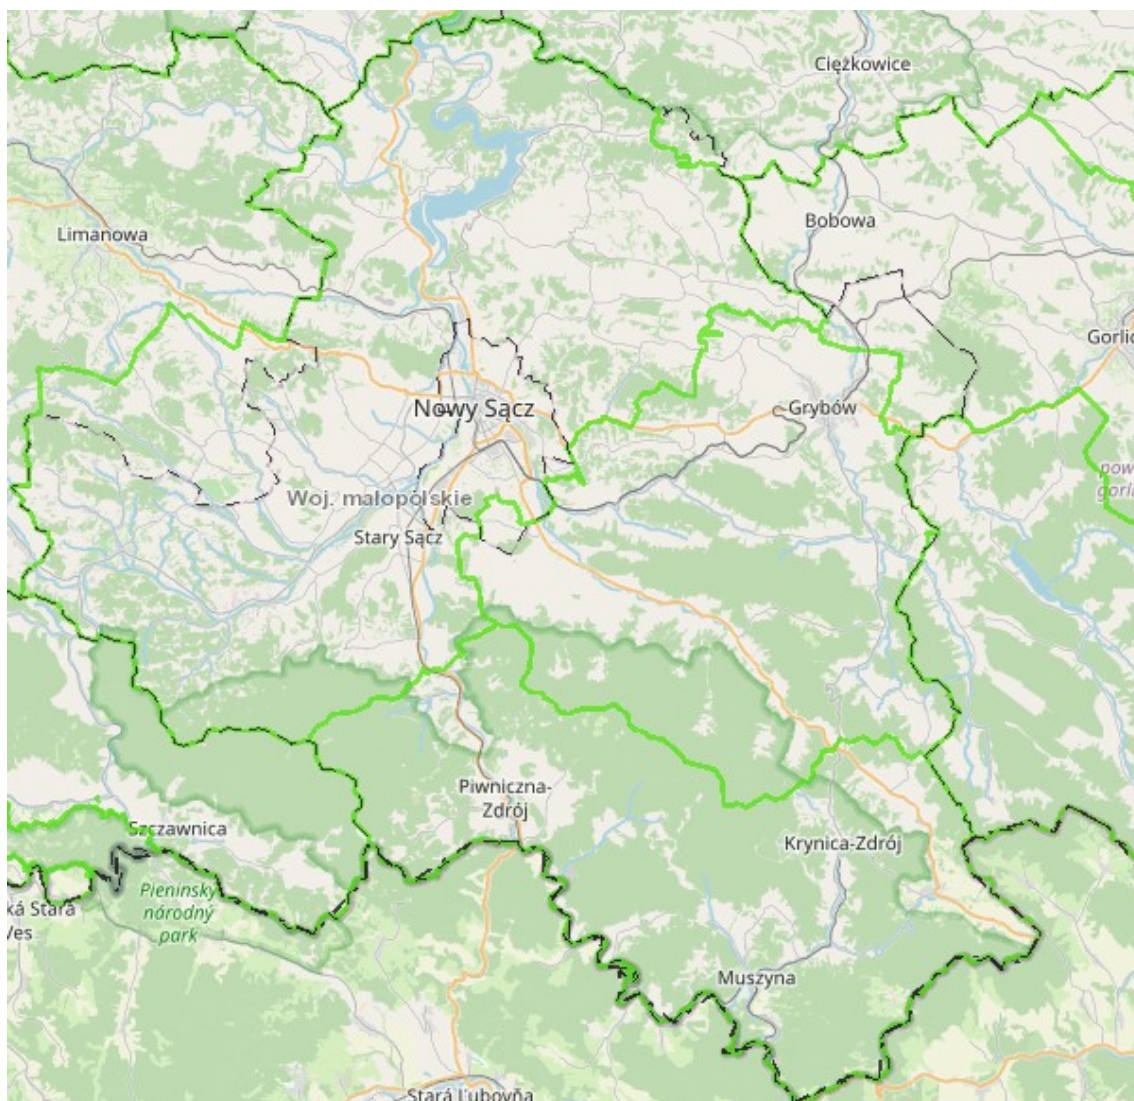 Ciężkowice
Bobowa
Limanowa
Gorlic
Nowy Sącz
Grybów
pow
gorli
Woj. małopolskie
Stary Sącz
Piwniczna-
Zdrój
Szczawnica
Krynica-Zdrój
Pieninský
národný
park
ká Stará
Ves
Muszyna
Stará Ľubovňa